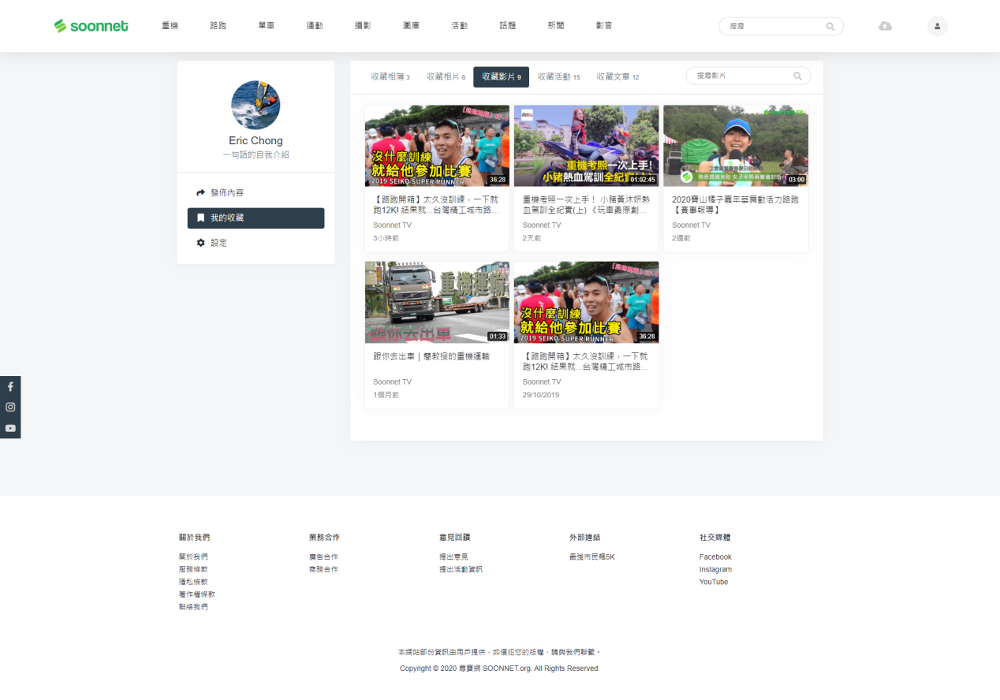 soonnet
重機 路跑 單車 運動 攝影 圖庫 活動 話題 新聞 影音
搜尋
Eric Chong
一句話的自我介紹
發佈內容
我的收藏
設定
收藏相簿 3 收藏相片 6 收藏影片 9 收藏活動 15 收藏文章 12
搜尋影片
沒什麼訓練
就給他參加比賽
2019 SEIKO SUPER RUNNER
36:28
【路跑開箱】太久沒訓練,一下就
跑12KI 結果就...台灣精工城市路...
Soonnet TV
3小時前
重機考照一次上手!
小豬熱血駕訓全紀實(上)
01:02:45
重機考照一次上手! 小豬黃沐妍熱
血駕訓全紀實(上) 《玩車最原創...
Soonnet TV
2天前
03:00
2020寶山橘子嘉年華舞動活力路跑
【賽事報導】
Soonnet TV
2週前
重機運輸
跟你去出車
01:33
跟你去出車|簡教授的重機運輸
Soonnet TV
1個月前
沒什麼訓練
就給他參加比賽
2019 SEIKO SUPER RUNNER
36:28
【路跑開箱】太久沒訓練,一下就
跑12KI 結果就...台灣精工城市路...
Soonnet TV
29/10/2019
關於我們
關於我們
服務條款
隱私條款
著作權條款
聯絡我們
業務合作
廣告合作
商務合作
意見回饋
提出意見
提出活動資訊
外部連結
最強市民飆5K
社交媒體
Facebook
Instagram
YouTube
本網站部份資訊由用戶提供,如侵犯您的版權,請與我們聯繫。
Copyright © 2020 尋寶網 SOONNET.org. All Rights Reserved.